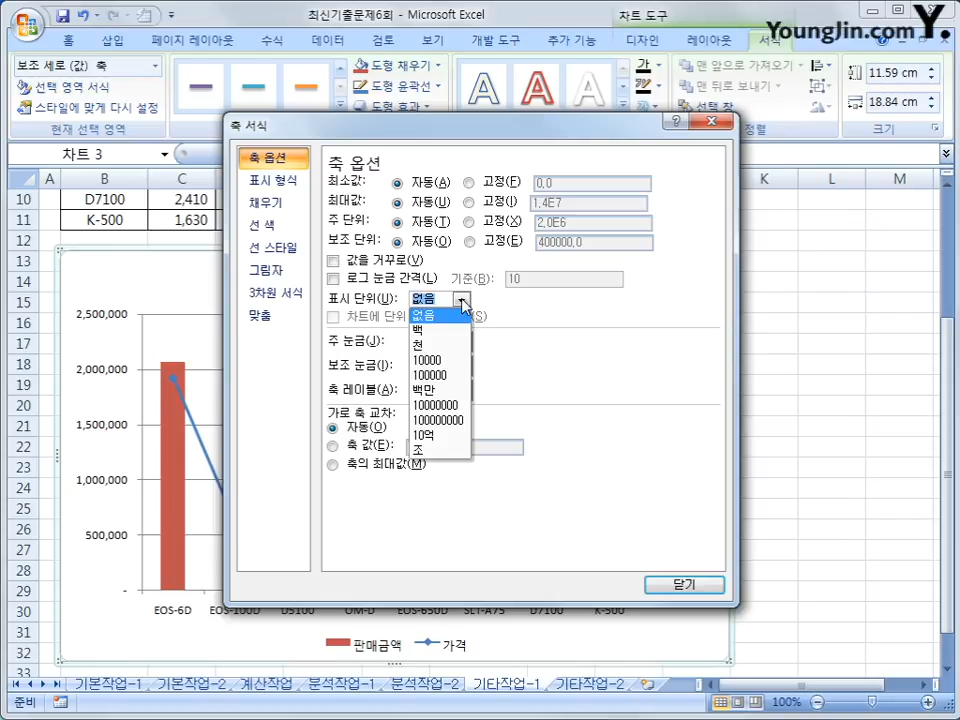 최신기출문제6회 - Microsoft Excel
차트 도구
YoungJin.com Y.
홈 삽입 페이지 레이아웃 수식 데이터 검토 보기 개발 도구 추가 기능 디자인 레이아웃 서식
보조 세로 (값) 축
선택 영역 서식
스타일에 맞게 다시 설정
현재 선택 영역
도형 채우기
도형 윤곽선
도형 효과
가
맨 앞으로 가져오기
맨 뒤로 보내기
선택 창
정렬
11.59 cm
18.84 cm
크기
차트 3
A B C K L M
10 D7100 2,410
11 K-500 1,630
12
13
14
15
16
17
18
19
20
21
22
23
24
25
26
27
28
29
30
31
32
33
2,500,000
2,000,000
1,500,000
1,000,000
500,000
-
EOS-6D EOS-100D D5100 OM-D EOS-650D SLT-A75 D7100 K-500
판매금액 가격
축 서식
축 옵션
표시 형식
채우기
선 색
선 스타일
그림자
3차원 서식
맞춤
축 옵션
최소값: 자동(A) 고정(F) 0,0
최대값: 자동(U) 고정(I) 1,4E7
주 단위: 자동(T) 고정(X) 2,0E6
보조 단위: 자동(O) 고정(E) 400000,0
값을 거꾸로(V)
로그 눈금 간격(L) 기준(B): 10
표시 단위(U): 없음
차트에 단위 (S)
없음
백
천
10000
100000
백만
10000000
100000000
10억
조
주 눈금(J):
보조 눈금(I):
축 레이블(A):
가로 축 교차:
자동(O)
축 값(E):
축의 최대값(M)
닫기
기본작업-1 기본작업-2 계산작업 분석작업-1 분석작업-2 기타작업-1 기타작업-2
준비 100%